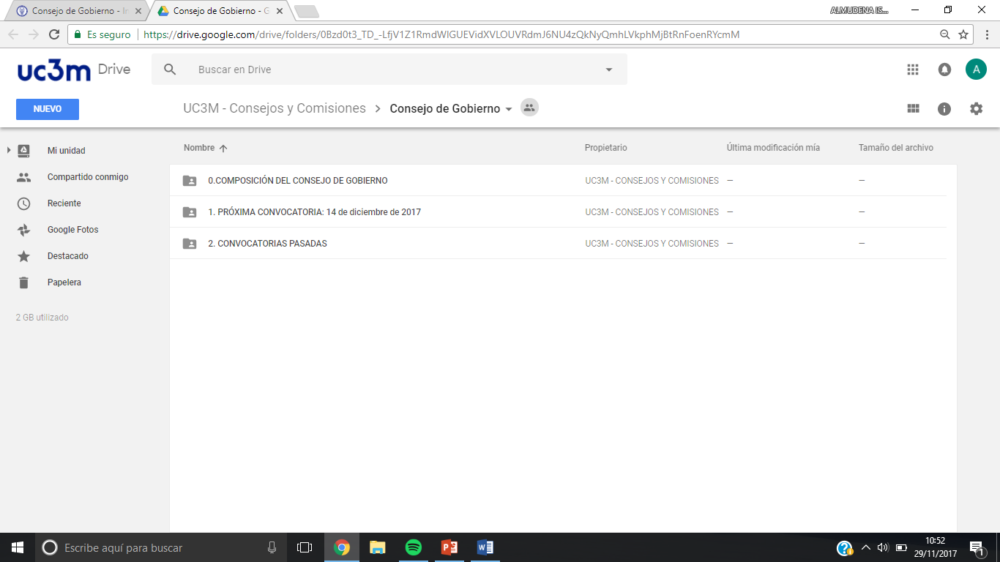 Consejo de Gobierno - In
Consejo de Gobierno - G
ALMUDENA IS...
Es seguro
https://drive.google.com/drive/folders/0Bzd0t3_TD_-LfjV1Z1RmdWlGUEVidXVLOUVRdmJ6NU4zQkNyQmhLVkphMjBtRnFoenRYcmM
uc3m Drive
Buscar en Drive
A
NUEVO
UC3M - Consejos y Comisiones > Consejo de Gobierno
Nombre Propietario Última modificación mía Tamaño del archivo
Mi unidad
Compartido conmigo
Reciente
Google Fotos
Destacado
Papelera
2 GB utilizado
0.COMPOSICIÓN DEL CONSEJO DE GOBIERNO UC3M - CONSEJOS Y COMISIONES — —
1. PRÓXIMA CONVOCATORIA: 14 de diciembre de 2017 UC3M - CONSEJOS Y COMISIONES — —
2. CONVOCATORIAS PASADAS UC3M - CONSEJOS Y COMISIONES — —
Escribe aquí para buscar
10:52
29/11/2017
1